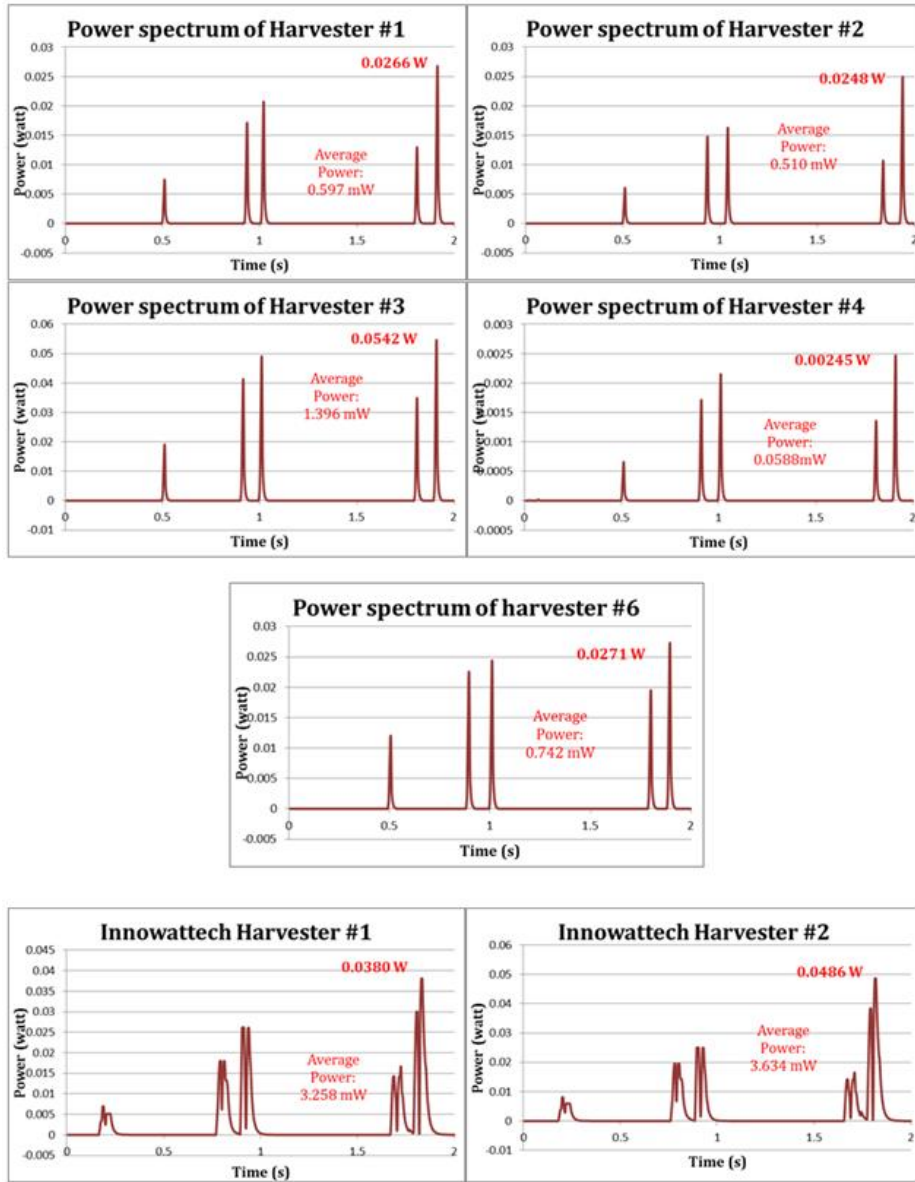 Power spectrum of Harvester #1
Power (watt)
0.03
0.025
0.02
0.015
0.01
0.005
0
-0.005
0.0266 W
Average
Power:
0.597 mW
0
0.5
1
1.5
2
Time (s)
Power spectrum of Harvester #2
Power (watt)
0.03
0.025
0.02
0.015
0.01
0.005
0
-0.005
0.0248 W
Average
Power:
0.510 mW
0
0.5
1
1.5
2
Time (s)
Power spectrum of Harvester #3
Power (watt)
0.06
0.05
0.04
0.03
0.02
0.01
0
-0.01
0.0542 W
Average
Power:
1.396 mW
0
0.5
1
1.5
2
Time (s)
Power spectrum of Harvester #4
Power (watt)
0.003
0.0025
0.002
0.0015
0.001
0.0005
0
-0.0005
0.00245 W
Average
Power:
0.0588mW
0
0.5
1
1.5
2
Time (s)
Power spectrum of harvester #6
Power (watt)
0.03
0.025
0.02
0.015
0.01
0.005
0
-0.005
0.0271 W
Average
Power:
0.742 mW
0
0.5
1
1.5
2
Time (s)
Innowattech Harvester #1
Power (watt)
0.045
0.04
0.035
0.03
0.025
0.02
0.015
0.01
0.005
0
-0.005
0.0380 W
Average
Power:
3.258 mW
0
0.5
1
1.5
2
Time (s)
Innowattech Harvester #2
Power (watt)
0.06
0.05
0.04
0.03
0.02
0.01
0
-0.01
0.0486 W
Average
Power:
3.634 mW
0
0.5
1
1.5
2
Time (s)